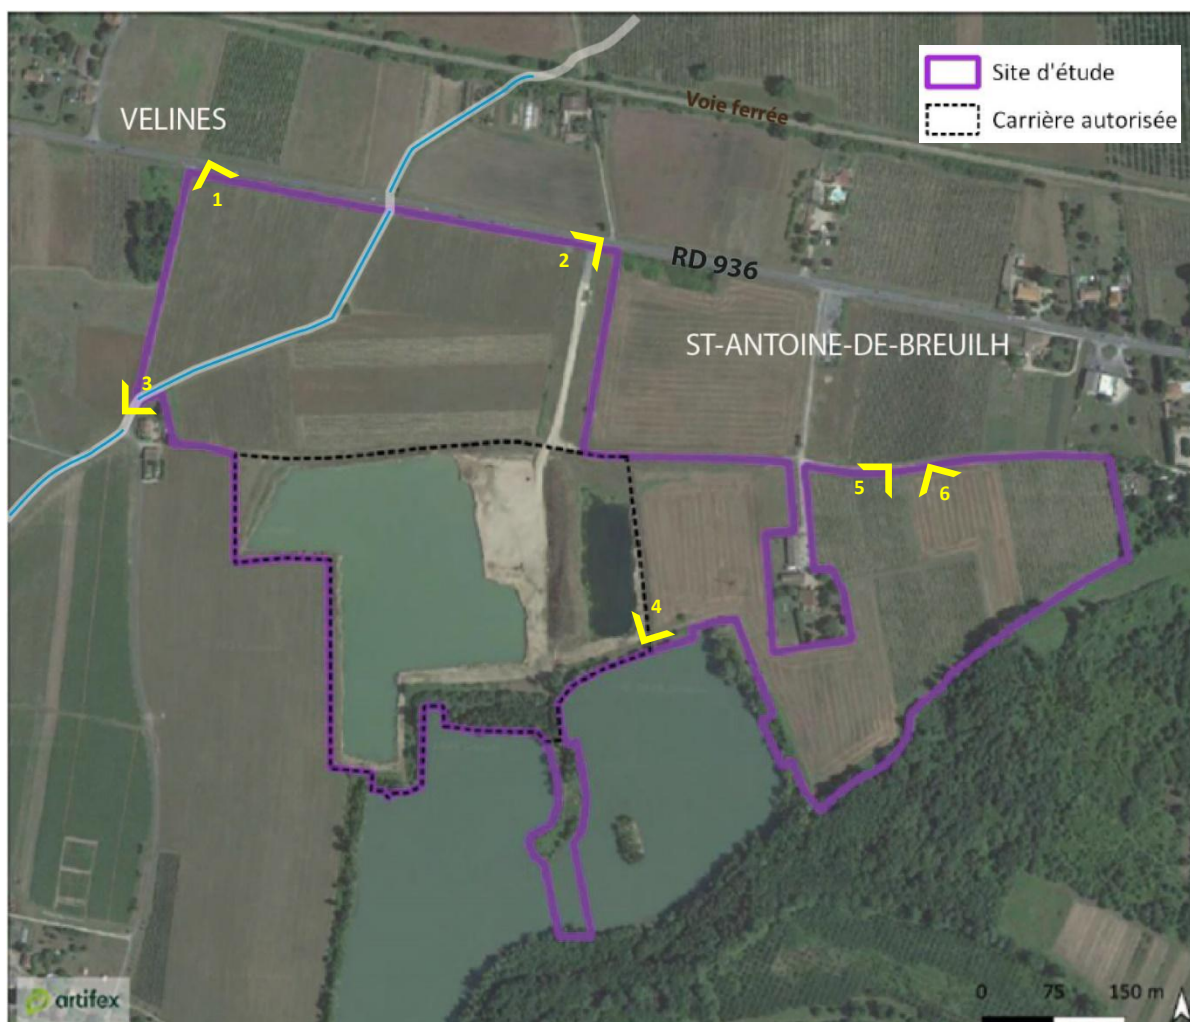 Site d'étude
Carrière autorisée
Voie ferrée
VELINES
1
2
RD 936
ST-ANTOINE-DE-BREUILH
3
5
6
4
artifex
0 75 150 m